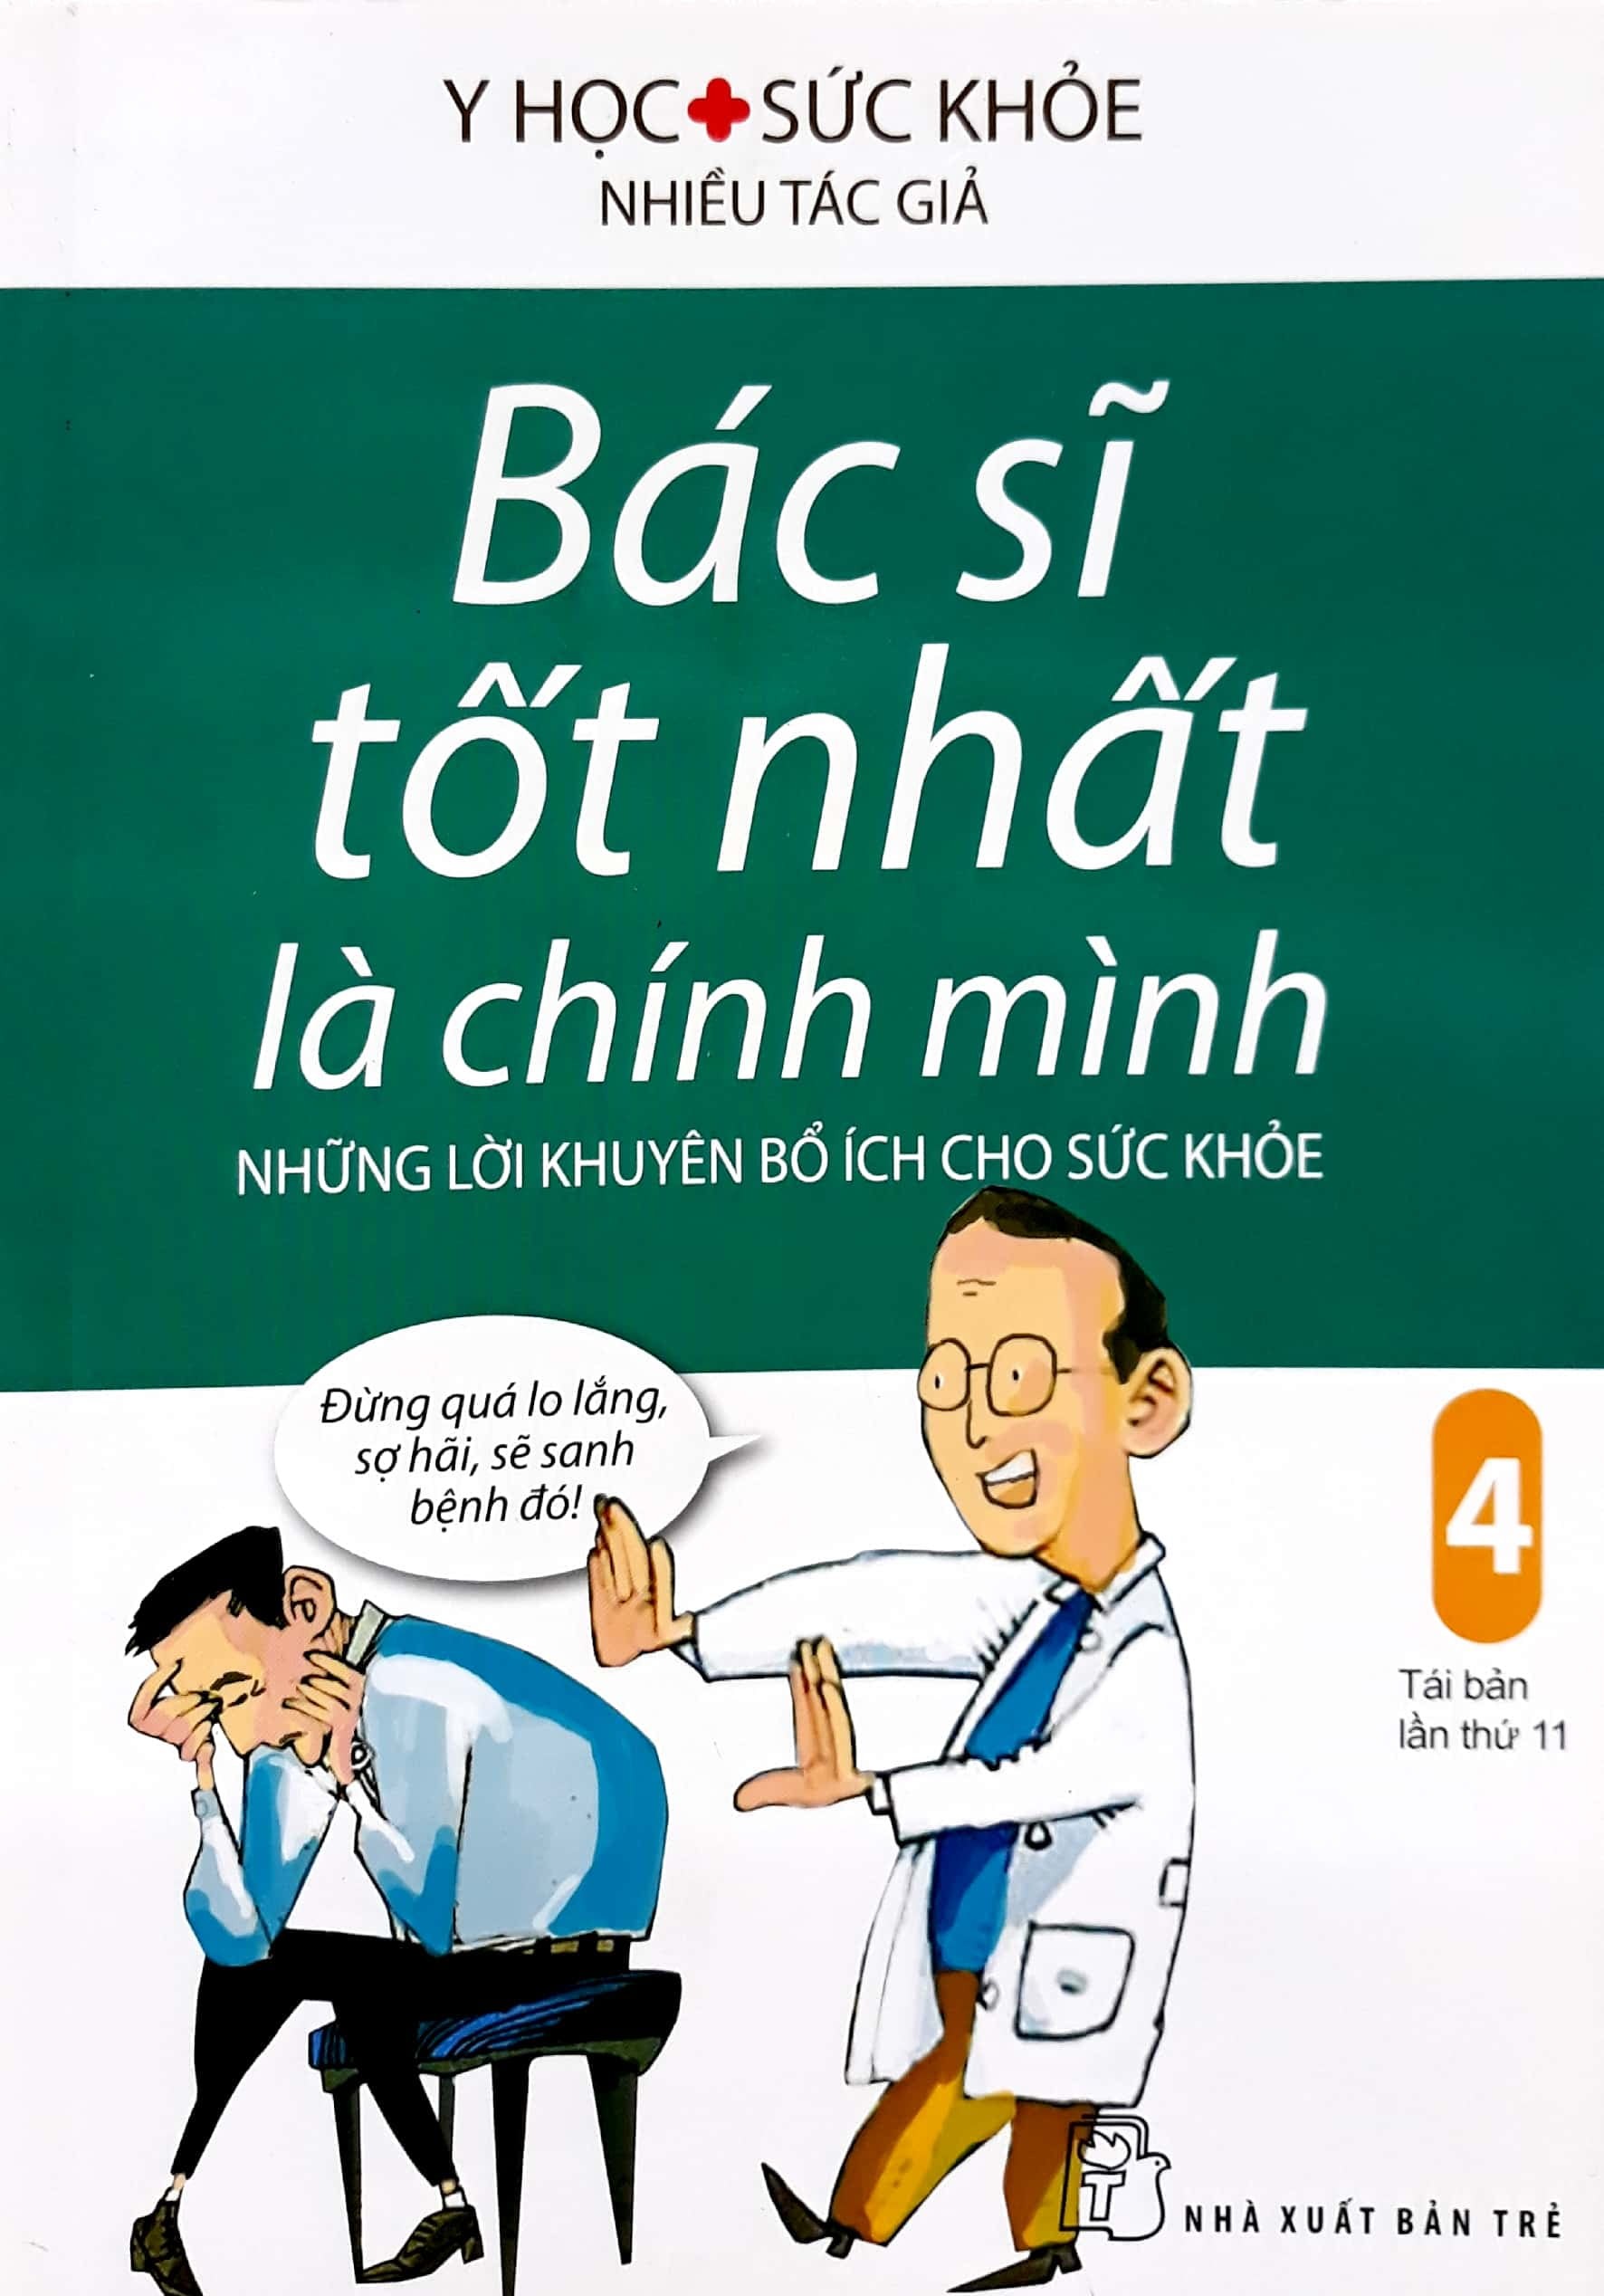 Y HỌC+SỨC KHỎE
NHIỀU TÁC GIẢ
Bác sĩ
tốt nhất
là chính mình
NHỮNG LỜI KHUYÊN BỔ ÍCH CHO SỨC KHỎE
Đừng quá lo lắng,
sợ hãi, sẽ sanh
bệnh đó!
4
Tái bản
lần thứ 11
T
NHÀ XUẤT BẢN TRẺ